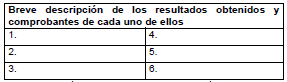 Breve descripción de los resultados obtenidos y
comprobantes de cada uno de ellos
1. 4.
2. 5.
3. 6.